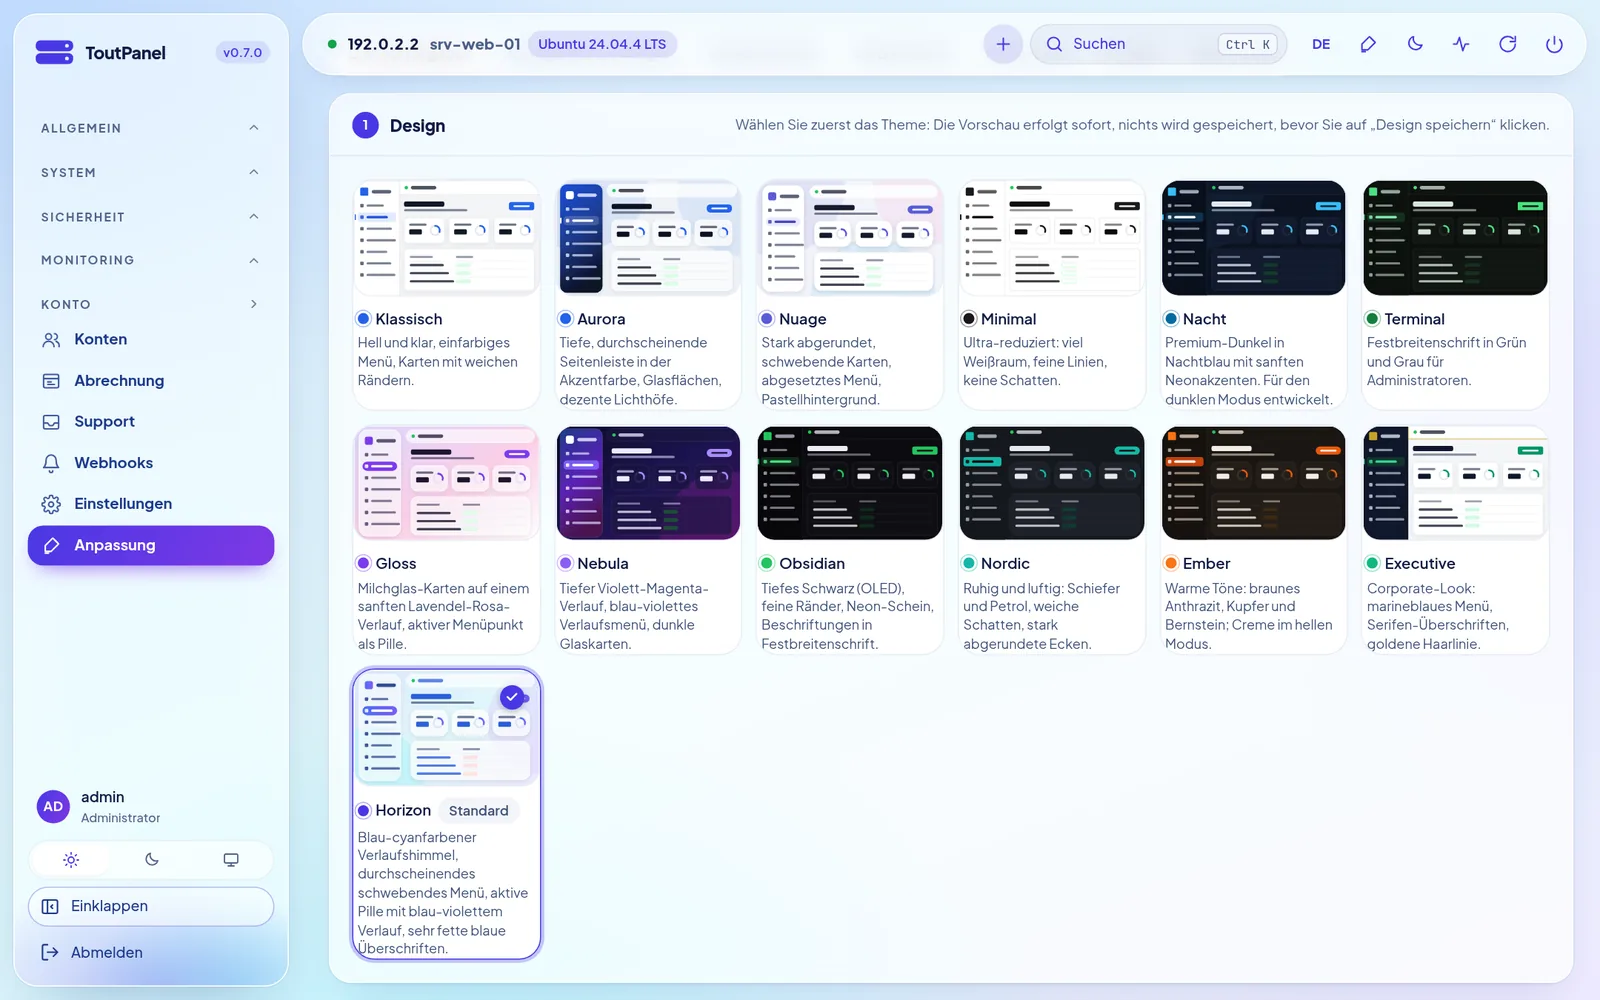 ToutPanel
v0.7.0
ALLGEMEIN
SYSTEM
SICHERHEIT
MONITORING
KONTO
Konten
Abrechnung
Support
Webhooks
Einstellungen
Anpassung
AD
admin
Administrator
Einklappen
Abmelden
192.0.2.2 srv-web-01 Ubuntu 24.04.4 LTS
Suchen
Ctrl K
DE
1 Design
Wählen Sie zuerst das Theme: Die Vorschau erfolgt sofort, nichts wird gespeichert, bevor Sie auf „Design speichern“ klicken.
Klassisch
Hell und klar, einfarbiges
Menü, Karten mit weichen
Rändern.
Aurora
Tiefe, durchscheinende
Seitenleiste in der
Akzentfarbe, Glasflächen,
dezente Lichthöfe.
Nuage
Stark abgerundet,
schwebende Karten,
abgesetztes Menü,
Pastellhintergrund.
Minimal
Ultra-reduziert: viel
Weißraum, feine Linien,
keine Schatten.
Nacht
Premium-Dunkel in
Nachtblau mit sanften
Neonakzenten. Für den
dunklen Modus entwickelt.
Terminal
Festbreitenschrift in Grün
und Grau für
Administratoren.
Gloss
Milchglas-Karten auf einem
sanften Lavendel-Rosa-
Verlauf, aktiver Menüpunkt
als Pille.
Nebula
Tiefer Violett-Magenta-
Verlauf, blau-violettes
Verlaufsmenü, dunkle
Glaskarten.
Obsidian
Tiefes Schwarz (OLED),
feine Ränder, Neon-Schein,
Beschriftungen in
Festbreitenschrift.
Nordic
Ruhig und luftig: Schiefer
und Petrol, weiche
Schatten, stark
abgerundete Ecken.
Ember
Warme Töne: braunes
Anthrazit, Kupfer und
Bernstein; Creme im hellen
Modus.
Executive
Corporate-Look:
marineblaues Menü,
Serifen-Überschriften,
goldene Haarlinie.
Horizon Standard
Blau-cyanfarbener
Verlaufshimmel,
durchscheinendes
schwebendes Menü, aktive
Pille mit blau-violettem
Verlauf, sehr fette blaue
Überschriften.